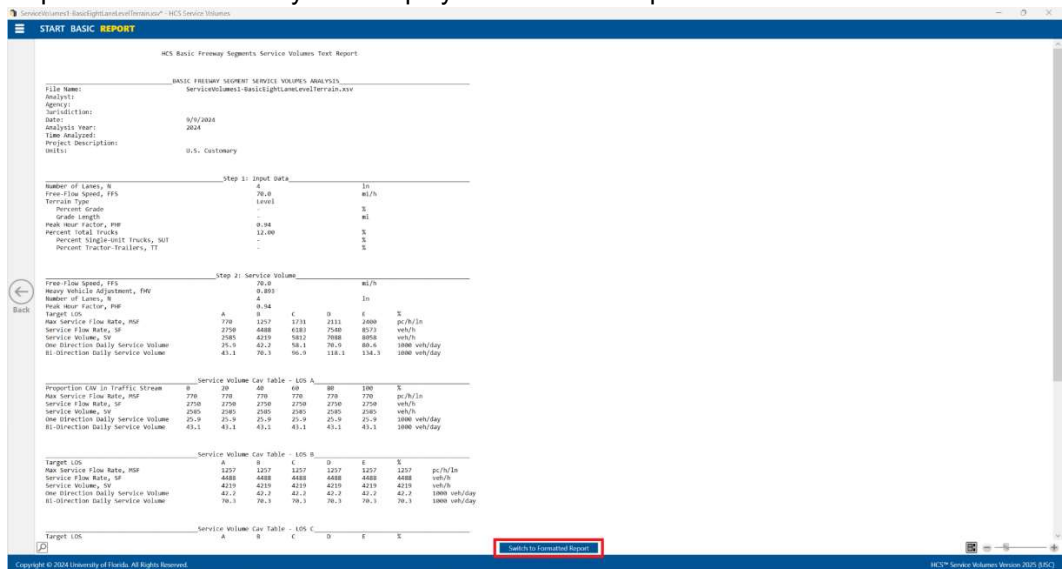 ServiceVolumes1-BasicEightLaneLevelTerrain.xsv* - HCS Service Volumes
START BASIC REPORT
HCS Basic Freeway Segments Service Volumes Text Report
BASIC FREEWAY SEGMENT SERVICE VOLUMES ANALYSIS
File Name: ServiceVolumes1-BasicEightLaneLevelTerrain.xsv
Analyst:
Agency:
Jurisdiction:
Date: 9/9/2024
Analysis Year: 2024
Time Analyzed:
Project Description:
Units: U.S. Customary
Step 1: Input Data
Number of Lanes, N 4 ln
Free-Flow Speed, FFS 70.0 mi/h
Terrain Type Level
Percent Grade - %
Grade Length - mi
Peak Hour Factor, PHF 0.94
Percent Total Trucks 12.00 %
Percent Single-Unit Trucks, SUT - %
Percent Tractor-Trailers, TT - %
Step 2: Service Volume
Free-Flow Speed, FFS 70.0 mi/h
Heavy Vehicle Adjustment, fHV 0.893
Number of Lanes, N 4 ln
Peak Hour Factor, PHF 0.94
Target LOS A B C D E %
Max Service Flow Rate, MSF 770 1257 1731 2111 2400 pc/h/ln
Service Flow Rate, SF 2750 4488 6183 7540 8573 veh/h
Service Volume, SV 2585 4219 5812 7088 8058 veh/h
One Direction Daily Service Volume 25.9 42.2 58.1 70.9 80.6 1000 veh/day
Bi-Direction Daily Service Volume 43.1 70.3 96.9 118.1 134.3 1000 veh/day
Service Volume Cav Table - LOS A
Proportion CAV in Traffic Stream 0 20 40 60 80 100 %
Max Service Flow Rate, MSF 770 770 770 770 770 770 pc/h/ln
Service Flow Rate, SF 2750 2750 2750 2750 2750 2750 veh/h
Service Volume, SV 2585 2585 2585 2585 2585 2585 veh/h
One Direction Daily Service Volume 25.9 25.9 25.9 25.9 25.9 25.9 1000 veh/day
Bi-Direction Daily Service Volume 43.1 43.1 43.1 43.1 43.1 43.1 1000 veh/day
Service Volume Cav Table - LOS B
Target LOS A B C D E %
Max Service Flow Rate, MSF 1257 1257 1257 1257 1257 1257 pc/h/ln
Service Flow Rate, SF 4488 4488 4488 4488 4488 4488 veh/h
Service Volume, SV 4219 4219 4219 4219 4219 4219 veh/h
One Direction Daily Service Volume 42.2 42.2 42.2 42.2 42.2 42.2 1000 veh/day
Bi-Direction Daily Service Volume 70.3 70.3 70.3 70.3 70.3 70.3 1000 veh/day
Service Volume Cav Table - LOS C
Target LOS A B C D E %
Back
Switch to Formatted Report
Copyright © 2024 University of Florida. All Rights Reserved.
HCS™ Service Volumes Version 2025 (USC)